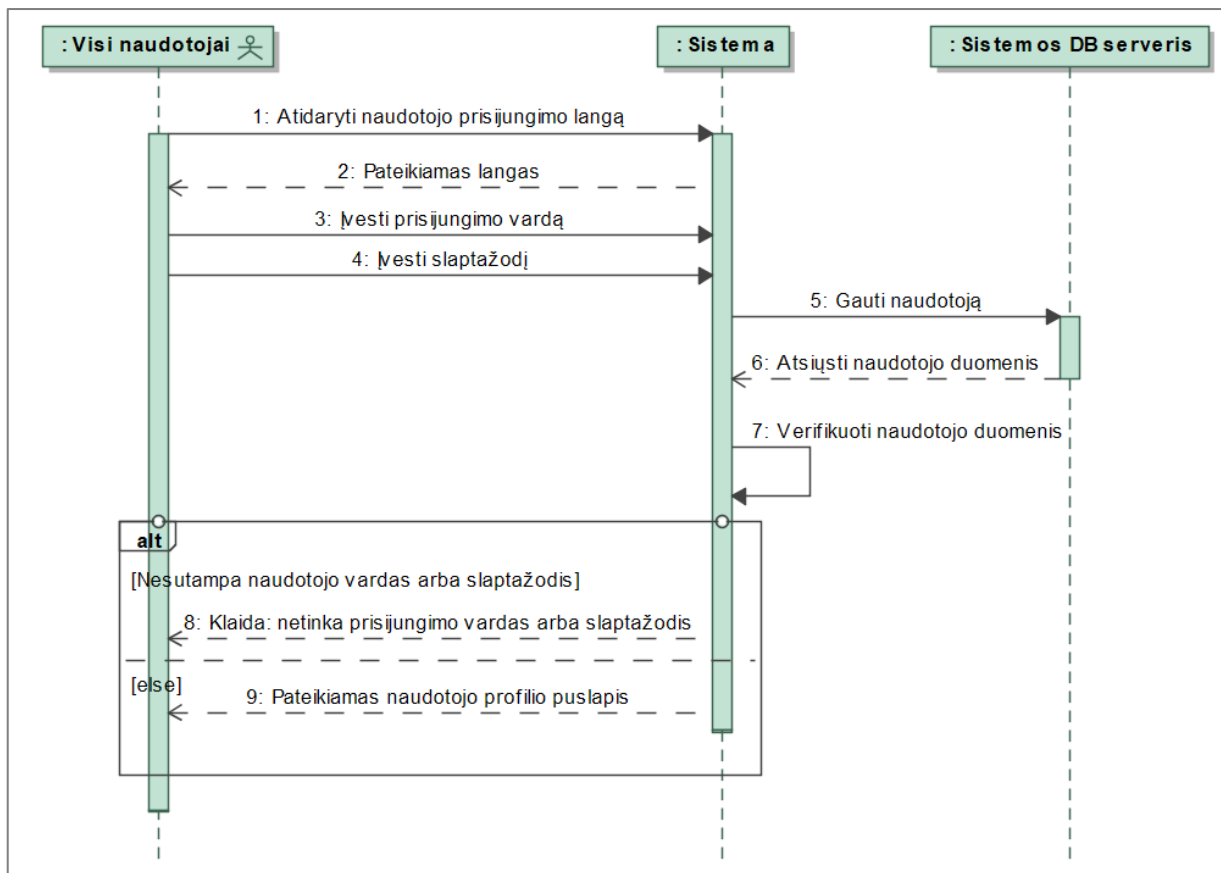 : Visi naudotojai
: Sistema
: Sistemos DB serveris
1: Atidaryti naudotojo prisijungimo langą
2: Pateikiamas langas
3: Įvesti prisijungimo vardą
4: Įvesti slaptažodį
5: Gauti naudotoją
6: Atsiųsti naudotojo duomenis
7: Verifikuoti naudotojo duomenis
alt
[Nesutampa naudotojo vardas arba slaptažodis]
8: Klaida: netinka prisijungimo vardas arba slaptažodis
[else]
9: Pateikiamas naudotojo profilio puslapis